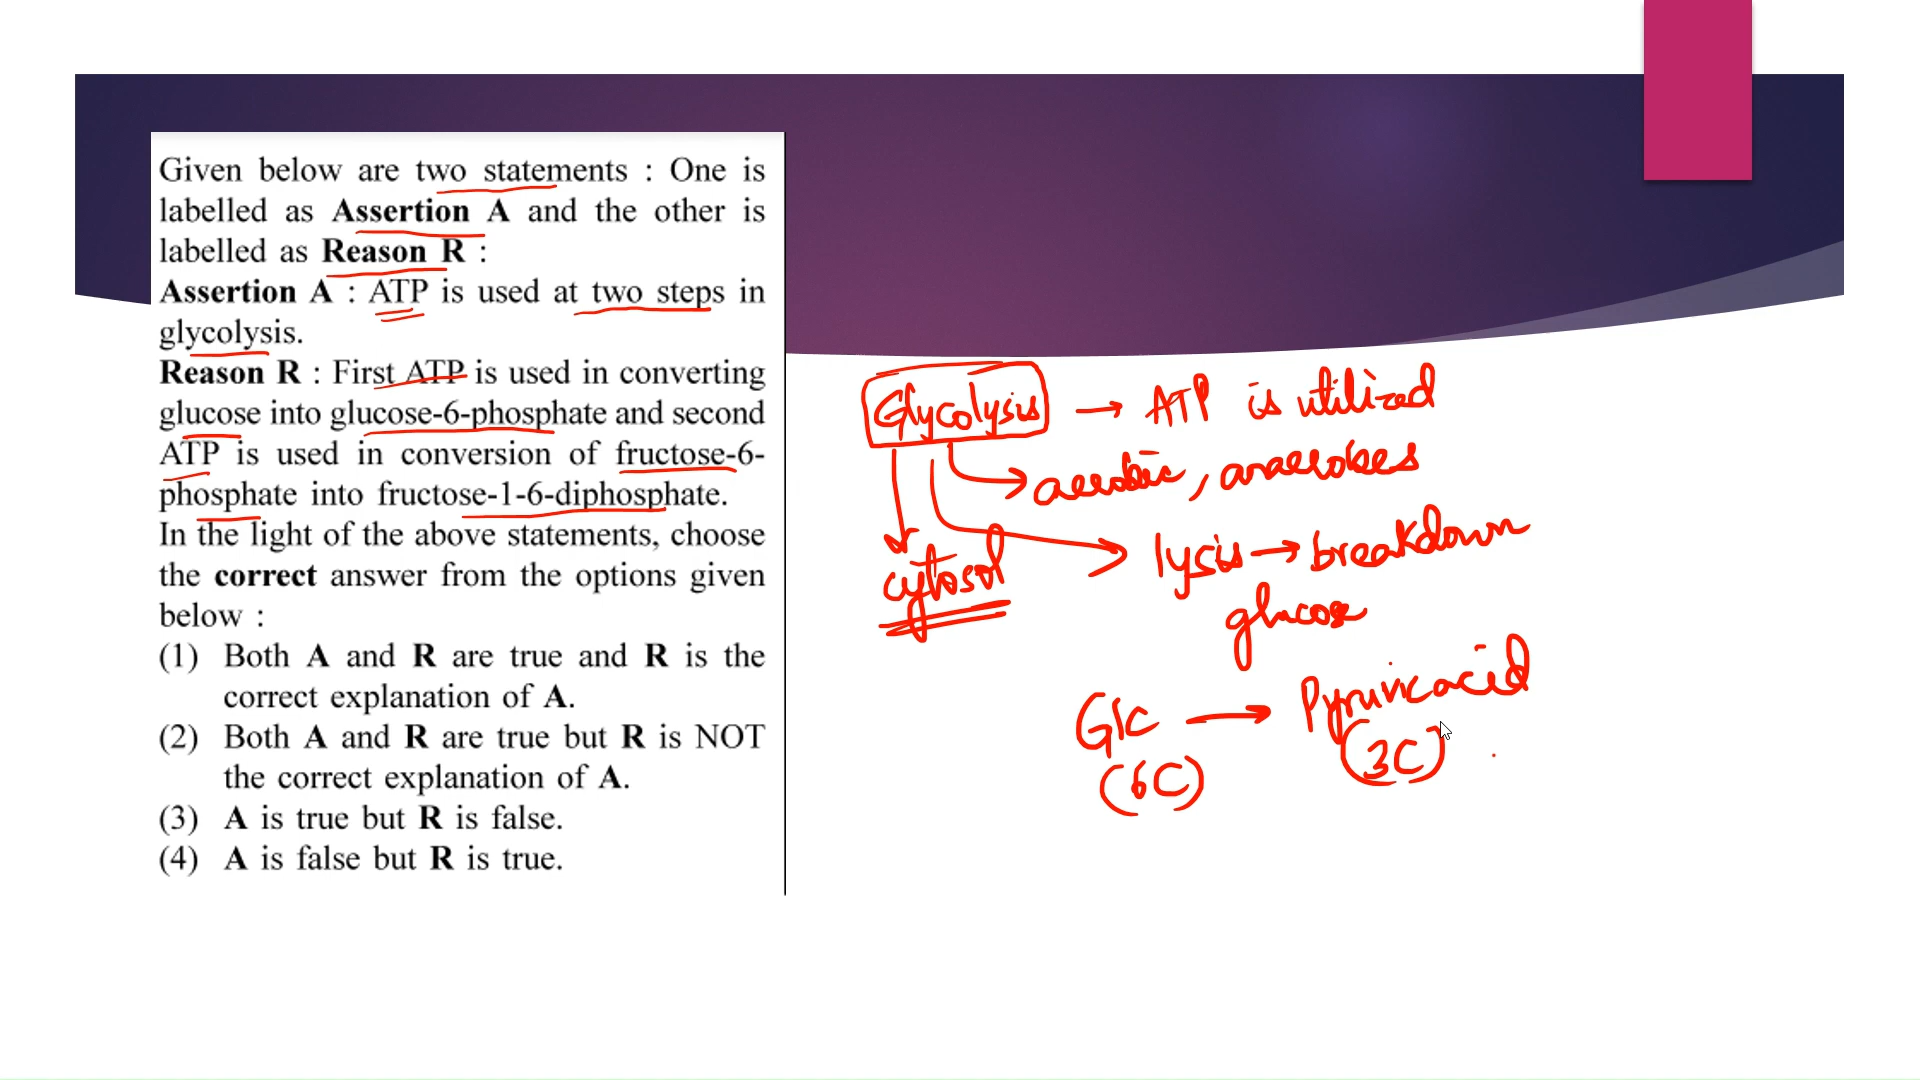 Given below are two statements : One is
labelled as Assertion A and the other is
labelled as Reason R :
Assertion A : ATP is used at two steps in
glycolysis.
Reason R : First ATP is used in converting
glucose into glucose-6-phosphate and second
ATP is used in conversion of fructose-6-
phosphate into fructose-1-6-diphosphate.
In the light of the above statements, choose
the correct answer from the options given
below :
(1) Both A and R are true and R is the
correct explanation of A.
(2) Both A and R are true but R is NOT
the correct explanation of A.
(3) A is true but R is false.
(4) A is false but R is true.
Glycolysis → ATP is utilized
→ aerobic, anaerobes
cytosol
lysis → breakdown
glucose
Glc → Pyruvic acid
(6C) (3C)